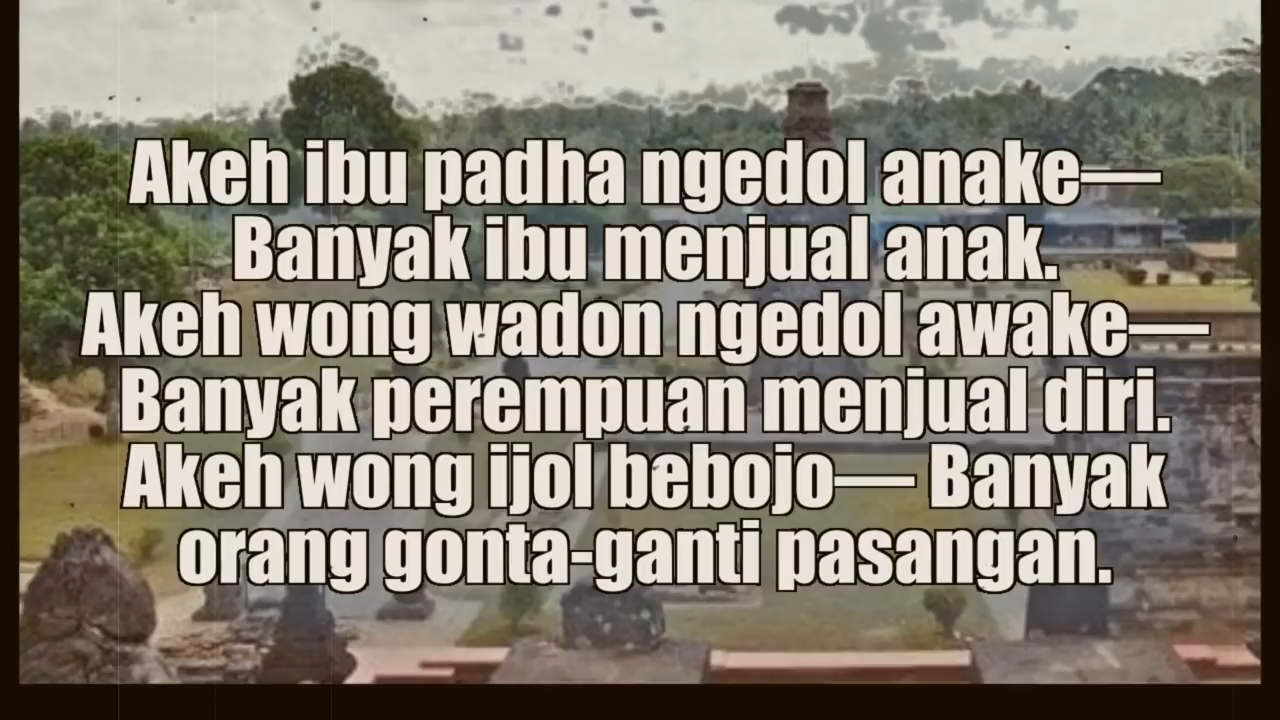 Akeh ibu padha ngedol anake—
Banyak ibu menjual anak.
Akeh wong wadon ngedol awake—
Banyak perempuan menjual diri.
Akeh wong ijol bebojo— Banyak
orang gonta-ganti pasangan.